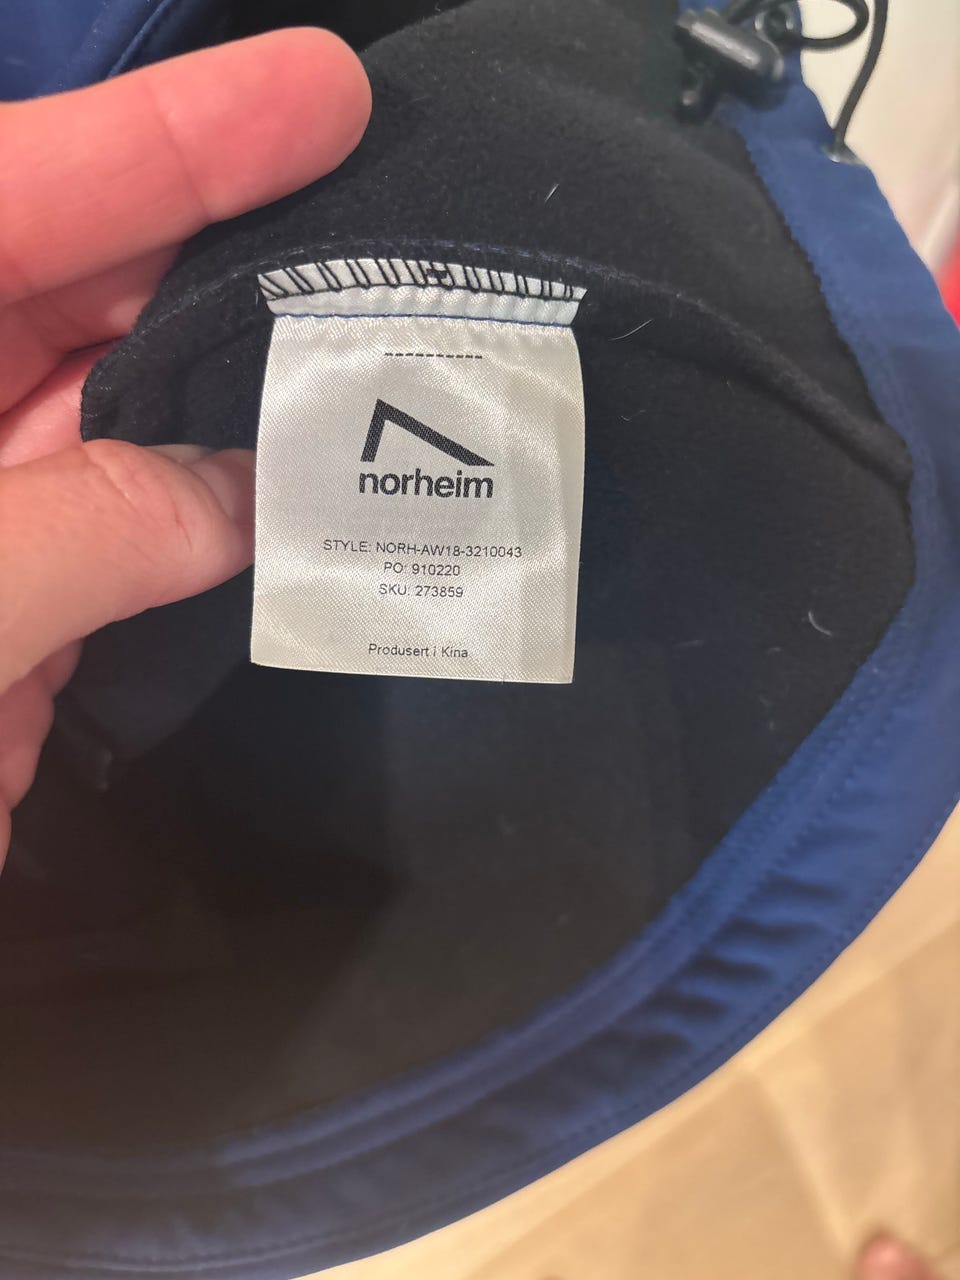 norheim
STYLE: NORH-AW18-3210043
PO: 910220
SKU: 273859
Produsert i Kina